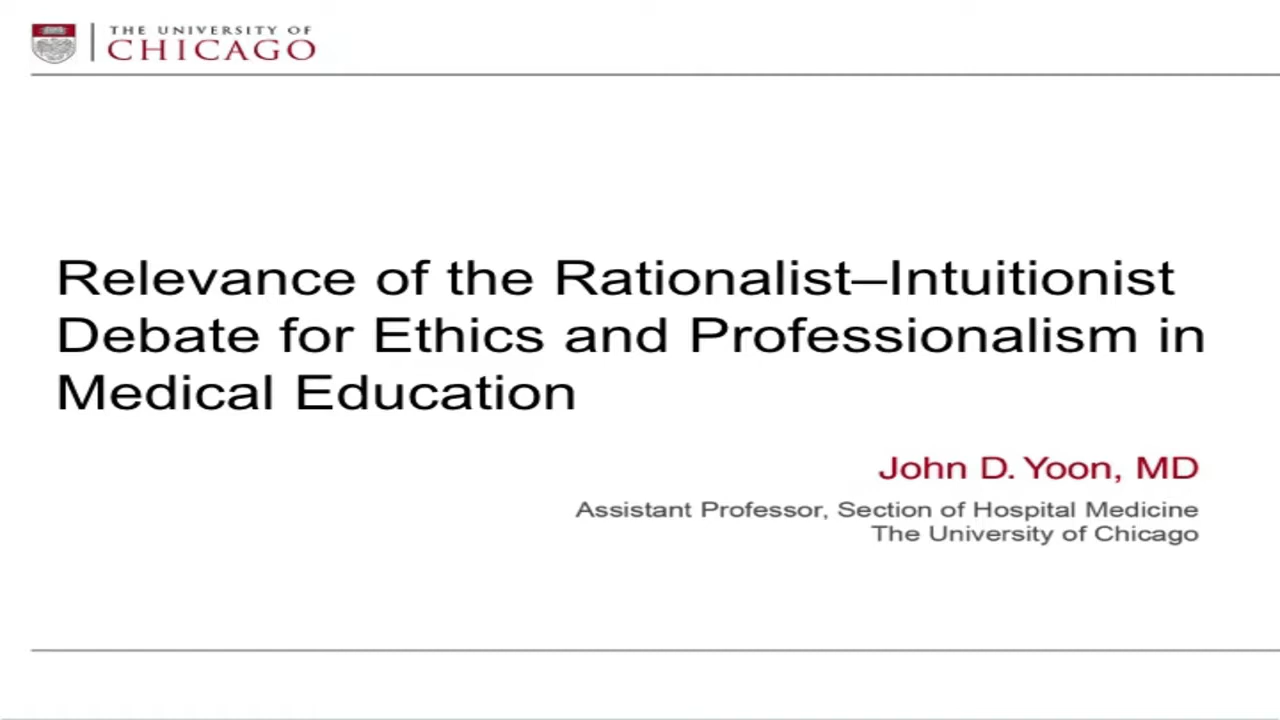 THE UNIVERSITY OF
CHICAGO
Relevance of the Rationalist–Intuitionist
Debate for Ethics and Professionalism in
Medical Education
John D. Yoon, MD
Assistant Professor, Section of Hospital Medicine
The University of Chicago